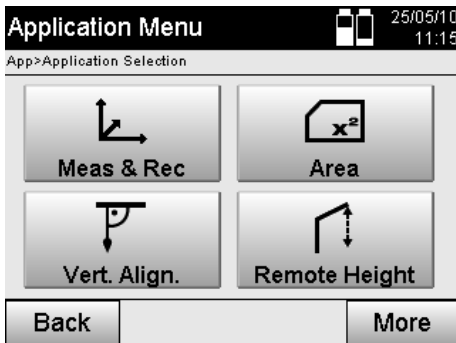 Application Menu
25/05/10
11:15
App>Application Selection
Meas & Rec
x²
Area
Vert. Align.
Remote Height
Back
More